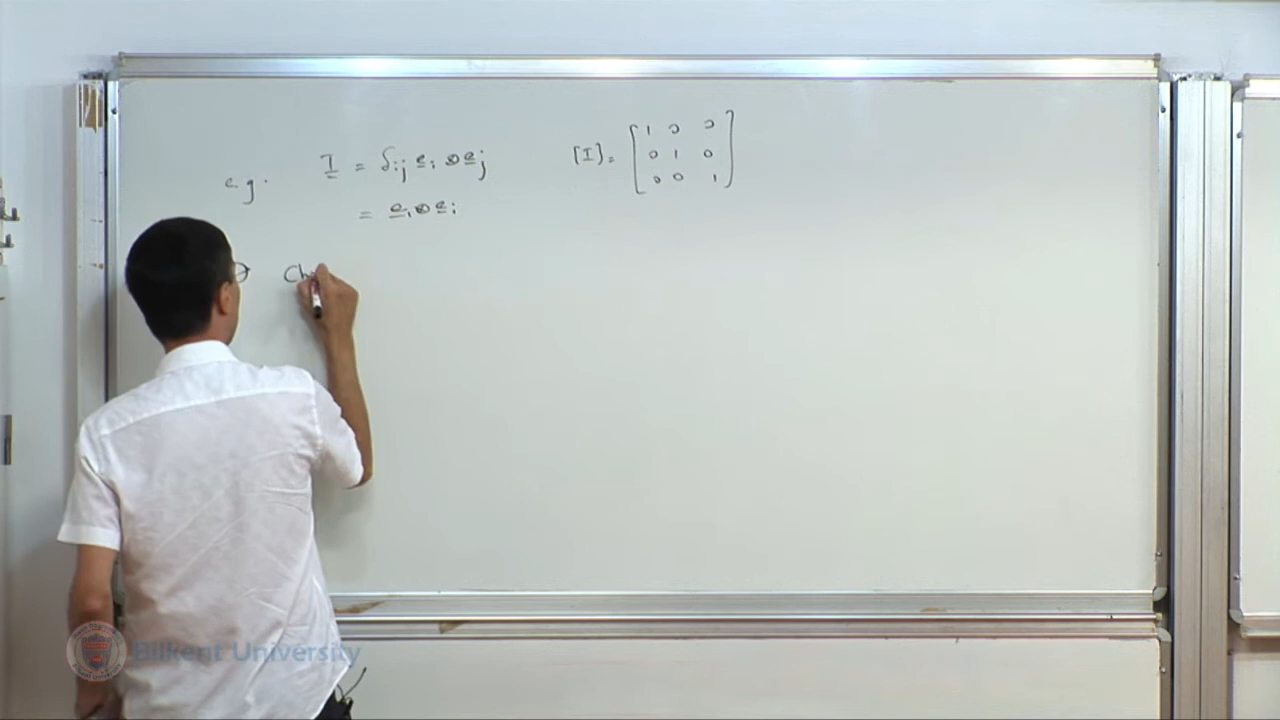 e.g. I = δij ei ⊗ ej
[I] = [1 0 0
0 1 0
0 0 1]
= ei ⊗ ei
Ch
Bilkent University